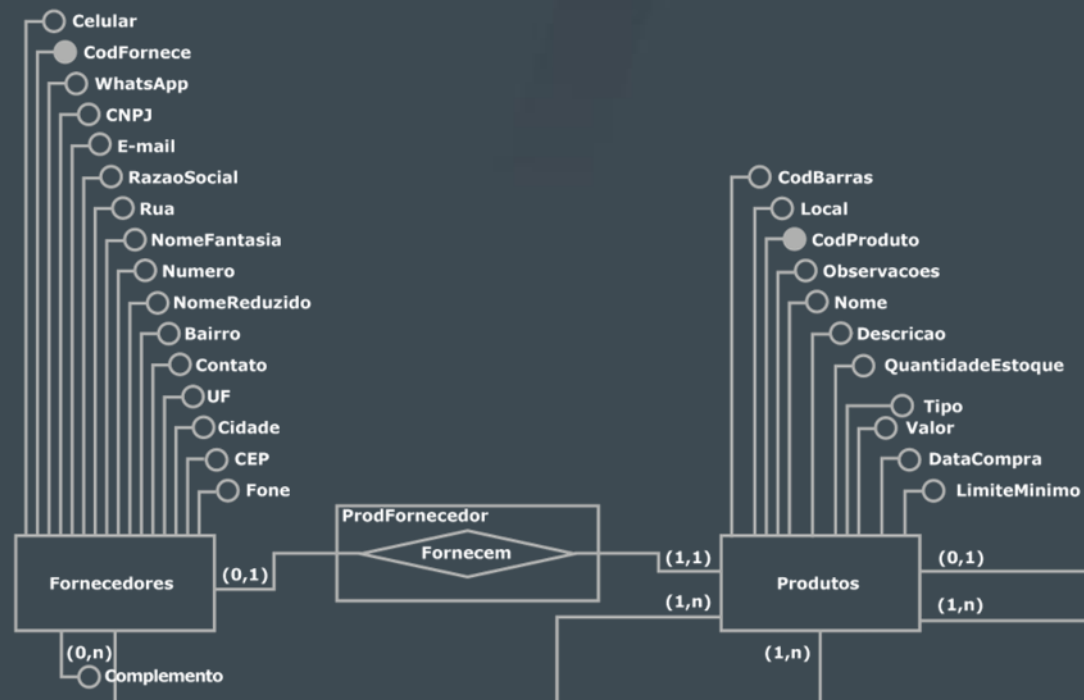 Celular
CodFornece
WhatsApp
CNPJ
E-mail
RazaoSocial
Rua
NomeFantasia
Numero
NomeReduzido
Bairro
Contato
UF
Cidade
CEP
Fone
CodBarras
Local
CodProduto
Observacoes
Nome
Descricao
QuantidadeEstoque
Tipo
Valor
DataCompra
LimiteMinimo
ProdFornecedor
Fornecem
Fornecedores
(0,1)
(1,1)
(1,n)
Produtos
(0,1)
(1,n)
(0,n)
Complemento
(1,n)